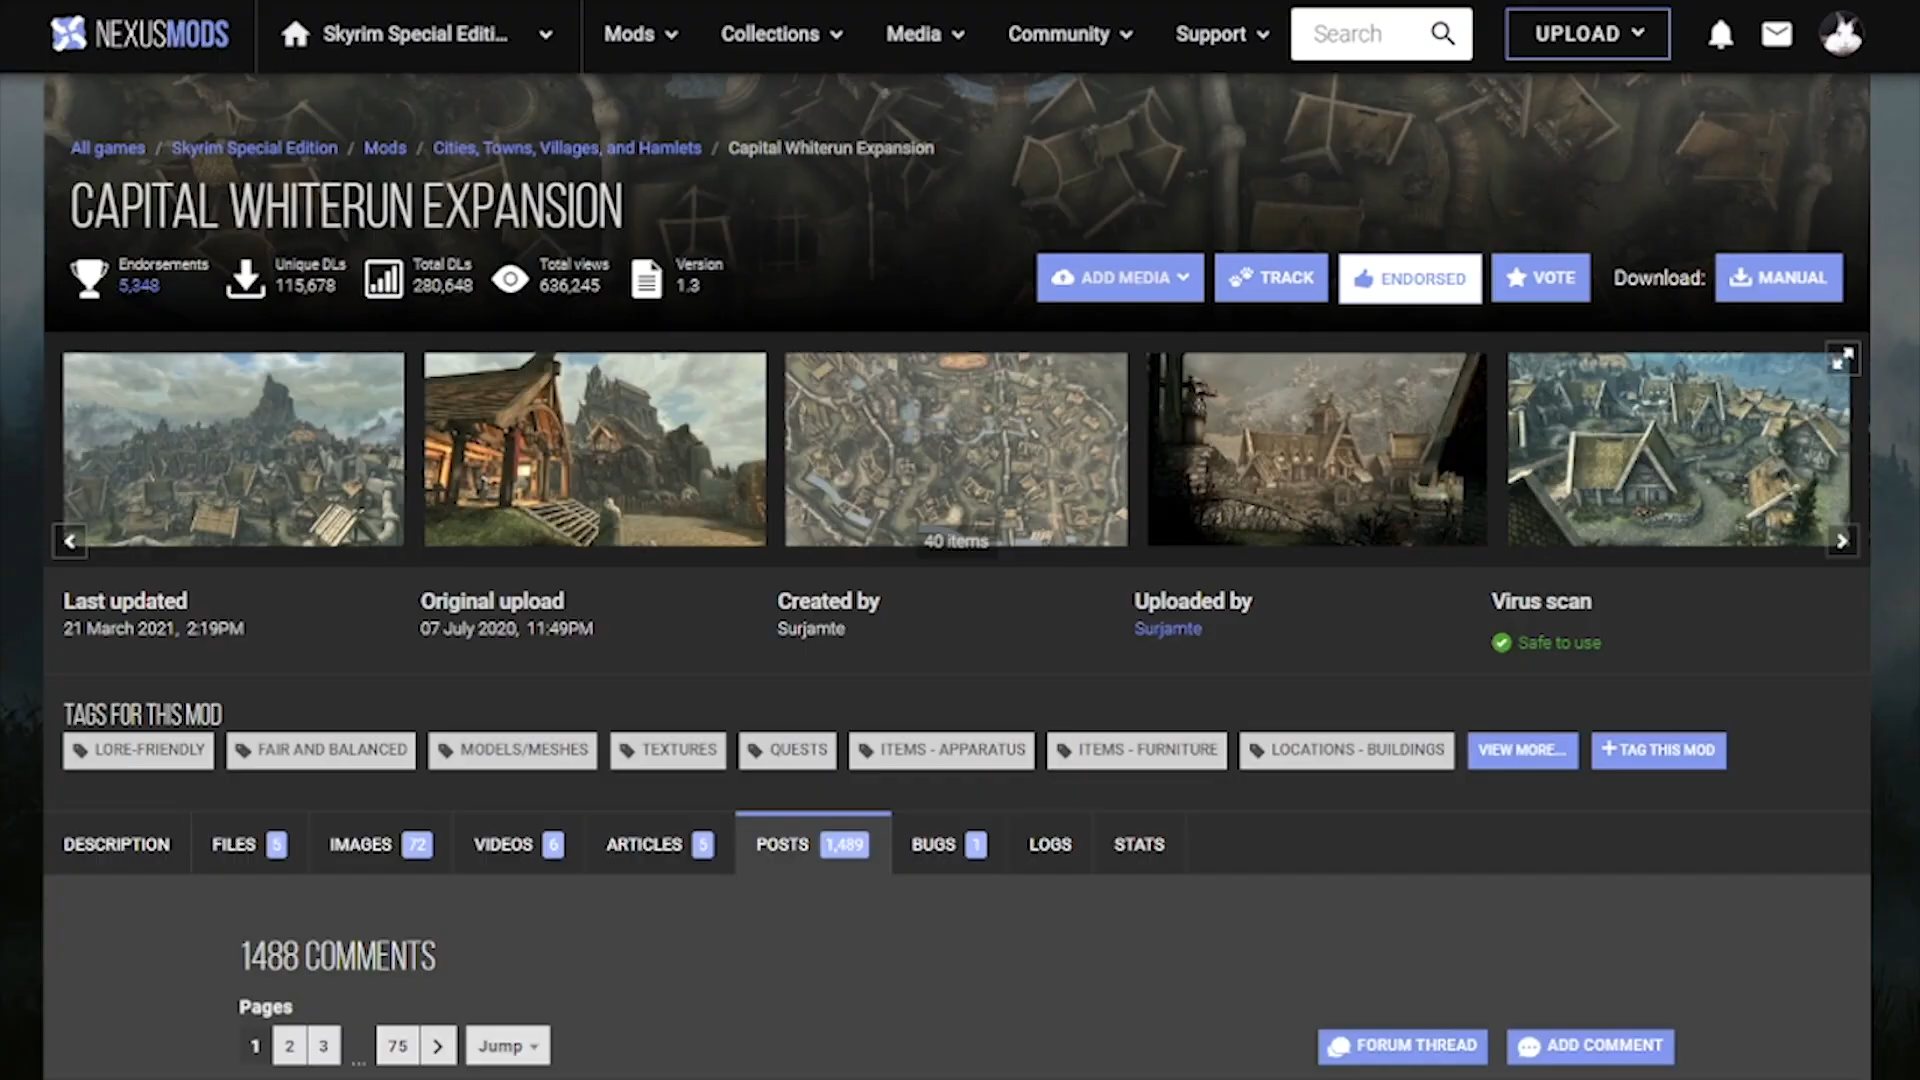 NEXUSMODS
Skyrim Special Editi...
Mods
Collections
Media
Community
Support
Search
UPLOAD
All games / Skyrim Special Edition / Mods / Cities, Towns, Villages, and Hamlets / Capital Whiterun Expansion
CAPITAL WHITERUN EXPANSION
Endorsements
5,348
Unique DLs
115,678
Total DLs
280,648
Total views
636,245
Version
1.3
ADD MEDIA
TRACK
ENDORSED
VOTE
Download:
MANUAL
40 items
Last updated
21 March 2021, 2:19PM
Original upload
07 July 2020, 11:49PM
Created by
Surjamte
Uploaded by
Surjamte
Virus scan
Safe to use
TAGS FOR THIS MOD
LORE-FRIENDLY
FAIR AND BALANCED
MODELS/MESHES
TEXTURES
QUESTS
ITEMS - APPARATUS
ITEMS - FURNITURE
LOCATIONS - BUILDINGS
VIEW MORE...
+ TAG THIS MOD
DESCRIPTION
FILES 5
IMAGES 72
VIDEOS 6
ARTICLES 5
POSTS 1,489
BUGS 1
LOGS
STATS
1488 COMMENTS
Pages
1 2 3 ... 75 > Jump
FORUM THREAD
ADD COMMENT